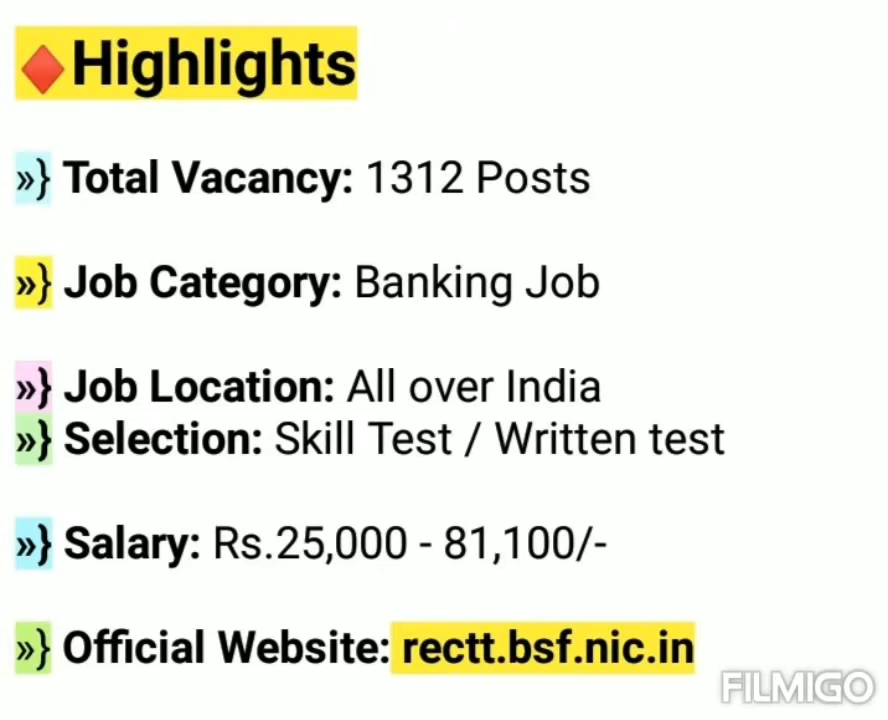 ♦️Highlights
»} Total Vacancy: 1312 Posts
»} Job Category: Banking Job
»} Job Location: All over India
»} Selection: Skill Test / Written test
»} Salary: Rs.25,000 - 81,100/-
»} Official Website: rectt.bsf.nic.in
FILMIGO